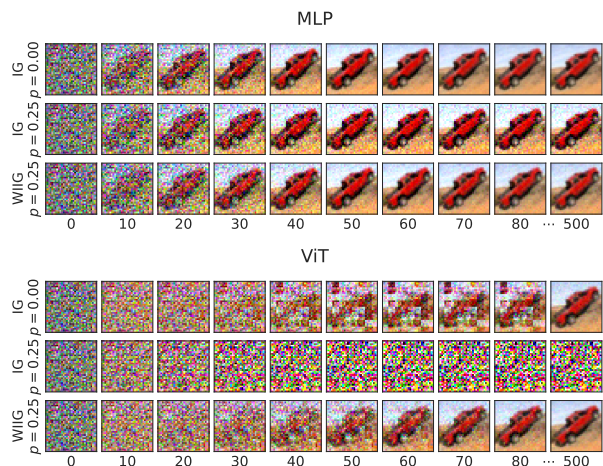 MLP
IG
p = 0.00
IG
p = 0.25
WIIG
p = 0.25
0 10 20 30 40 50 60 70 80 ··· 500
ViT
IG
p = 0.00
IG
p = 0.25
WIIG
p = 0.25
0 10 20 30 40 50 60 70 80 ··· 500